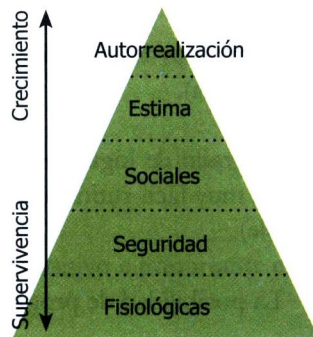 Crecimiento
Supervivencia
Autorrealización
Estima
Sociales
Seguridad
Fisiológicas